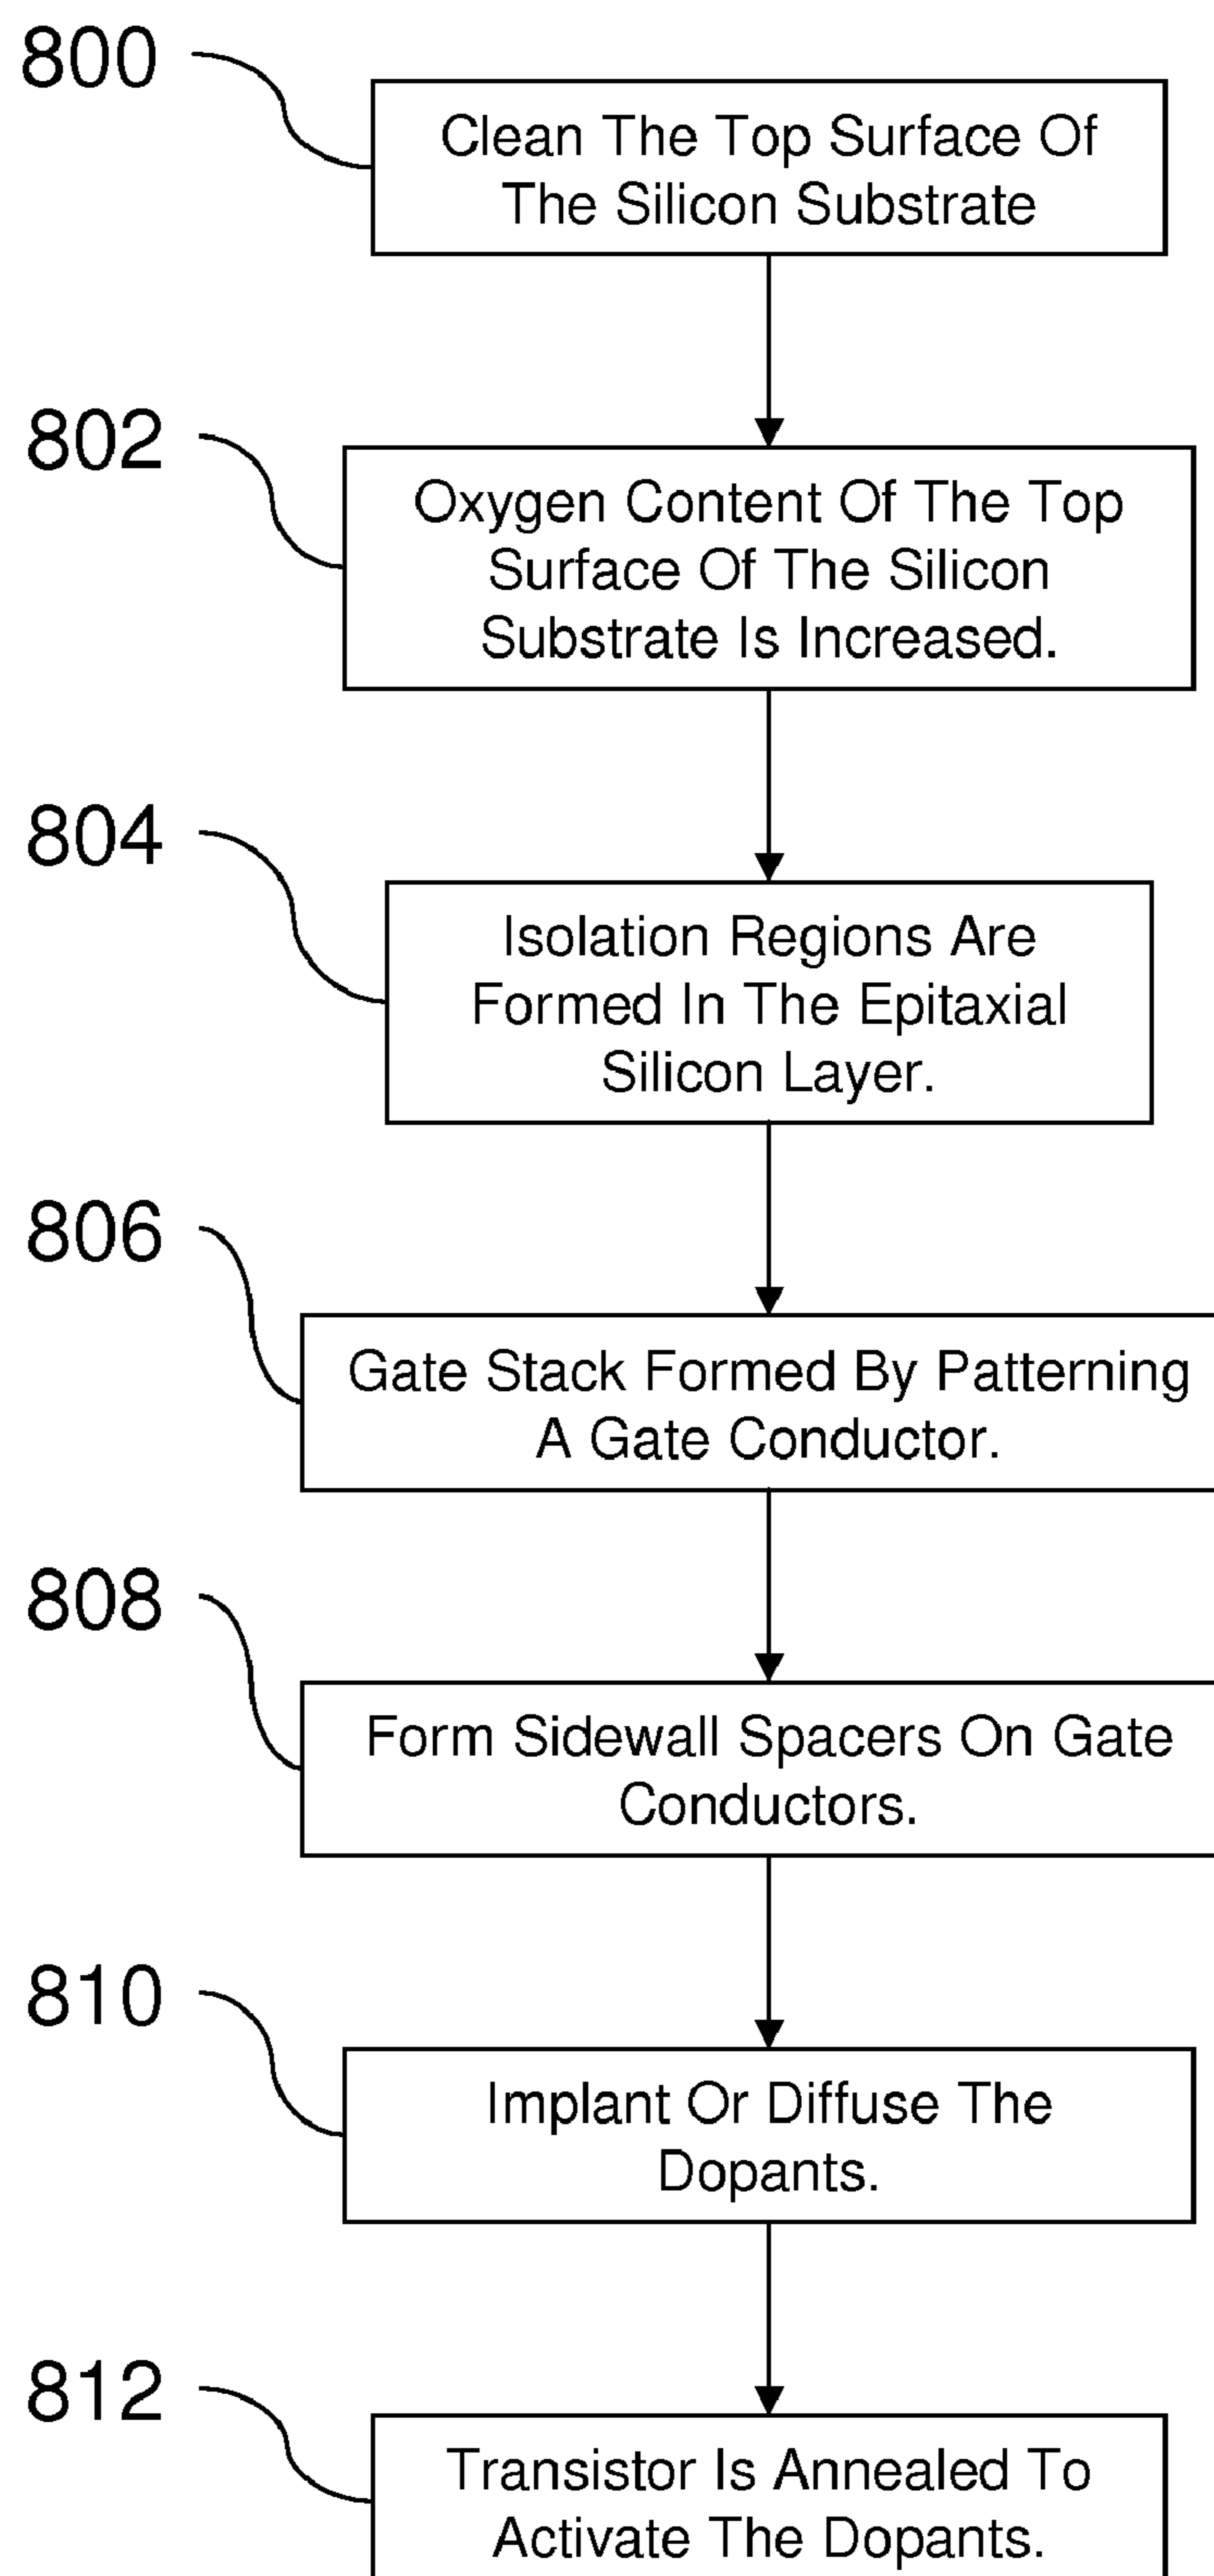 800
Clean The Top Surface Of
The Silicon Substrate
802
Oxygen Content Of The Top
Surface Of The Silicon
Substrate Is Increased.
804
Isolation Regions Are
Formed In The Epitaxial
Silicon Layer.
806
Gate Stack Formed By Patterning
A Gate Conductor.
808
Form Sidewall Spacers On Gate
Conductors.
810
Implant Or Diffuse The
Dopants.
812
Transistor Is Annealed To
Activate The Dopants.